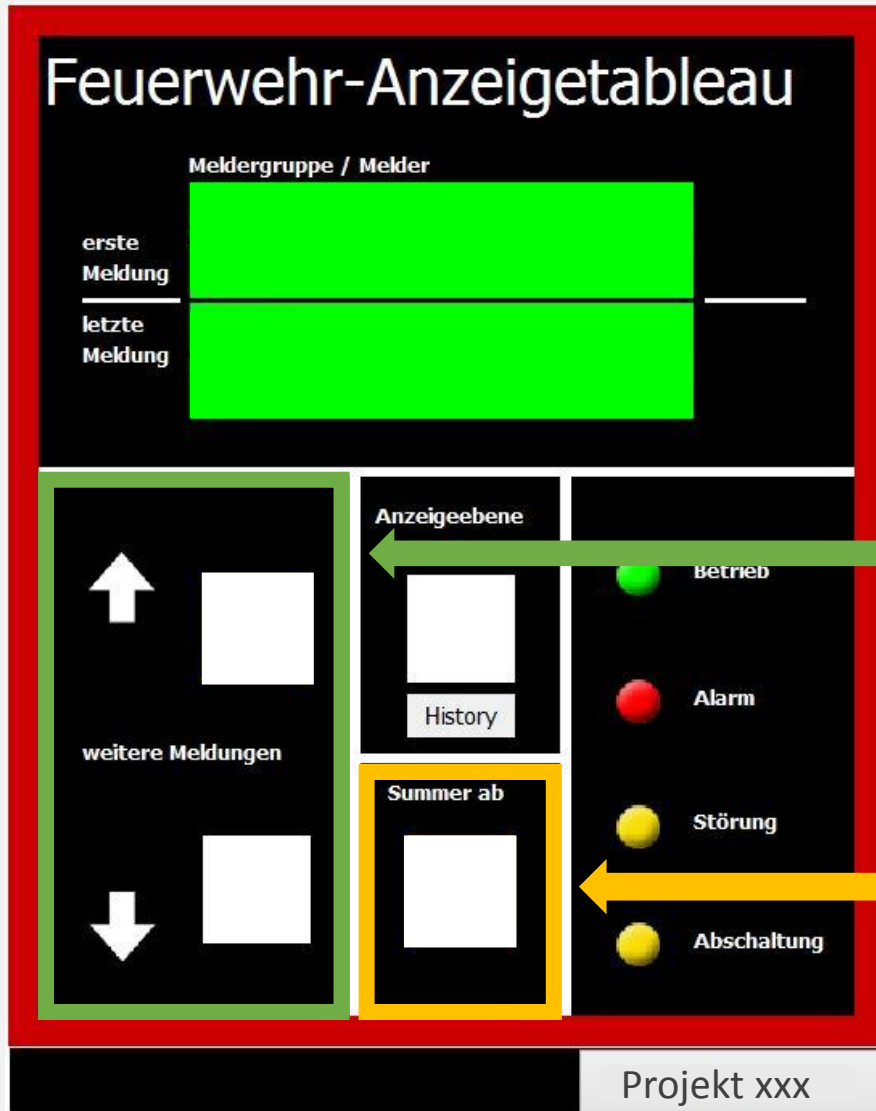 Feuerwehr-Anzeigetableau
Meldergruppe / Melder
erste
Meldung
letzte
Meldung
Anzeigeebene
History
weitere Meldungen
Summer ab
Betrieb
Alarm
Störung
Abschaltung
Projekt xxx